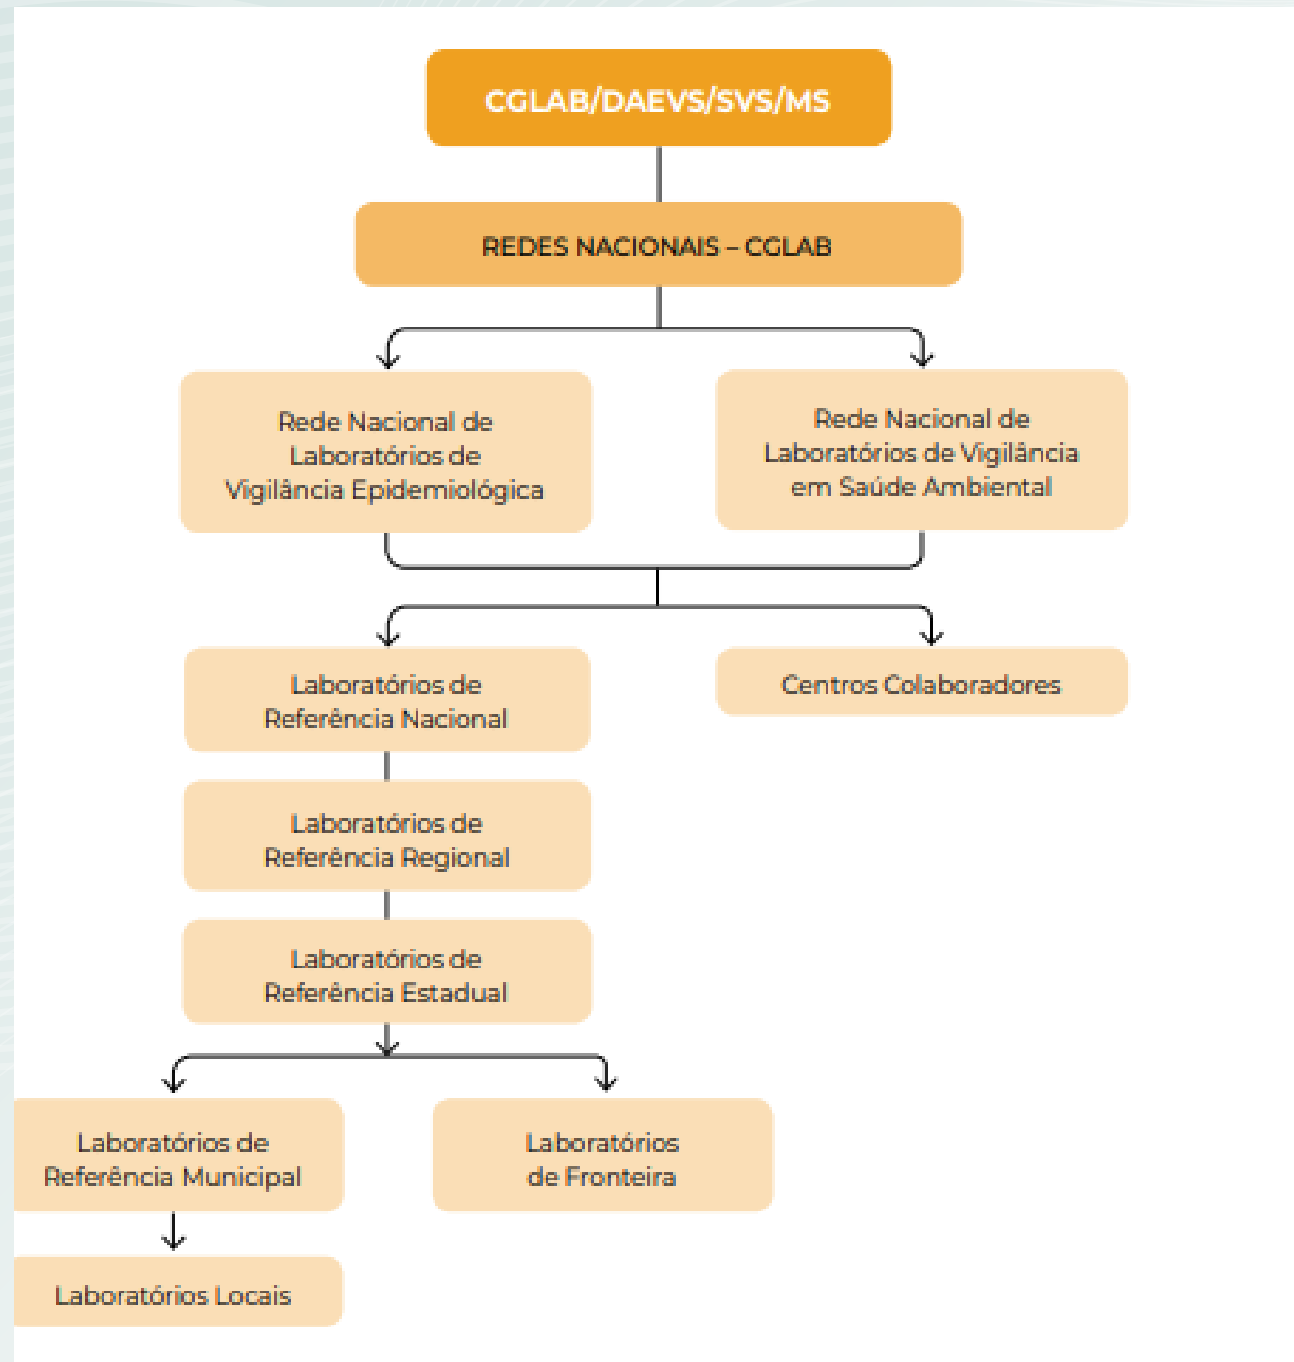 CGLAB/DAEVS/SVS/MS
REDES NACIONAIS – CGLAB
Rede Nacional de
Laboratórios de
Vigilância Epidemiológica
Rede Nacional de
Laboratórios de Vigilância
em Saúde Ambiental
Laboratórios de
Referência Nacional
Centros Colaboradores
Laboratórios de
Referência Regional
Laboratórios de
Referência Estadual
Laboratórios de
Referência Municipal
Laboratórios
de Fronteira
Laboratórios Locais